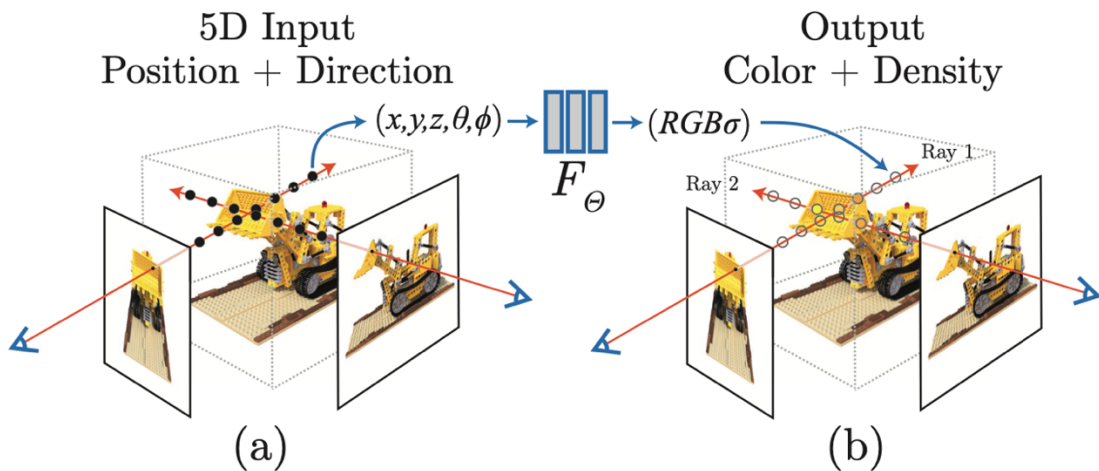 5D Input
Position + Direction
Output
Color + Density
(x,y,z,θ,ϕ)
F_Θ
(RGBσ)
Ray 1
Ray 2
(a)
(b)